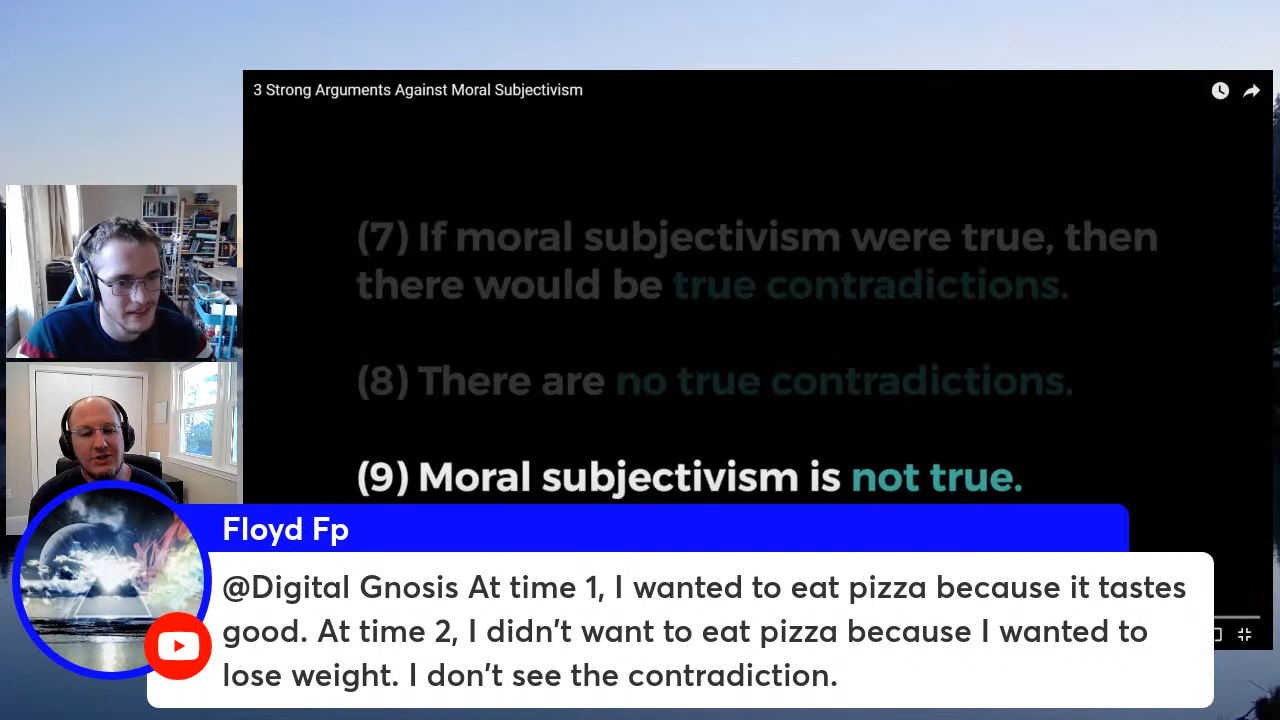 3 Strong Arguments Against Moral Subjectivism
(7) If moral subjectivism were true, then
there would be true contradictions.
(8) There are no true contradictions.
(9) Moral subjectivism is not true.
Floyd Fp
@Digital Gnosis At time 1, I wanted to eat pizza because it tastes
good. At time 2, I didn't want to eat pizza because I wanted to
lose weight. I don't see the contradiction.